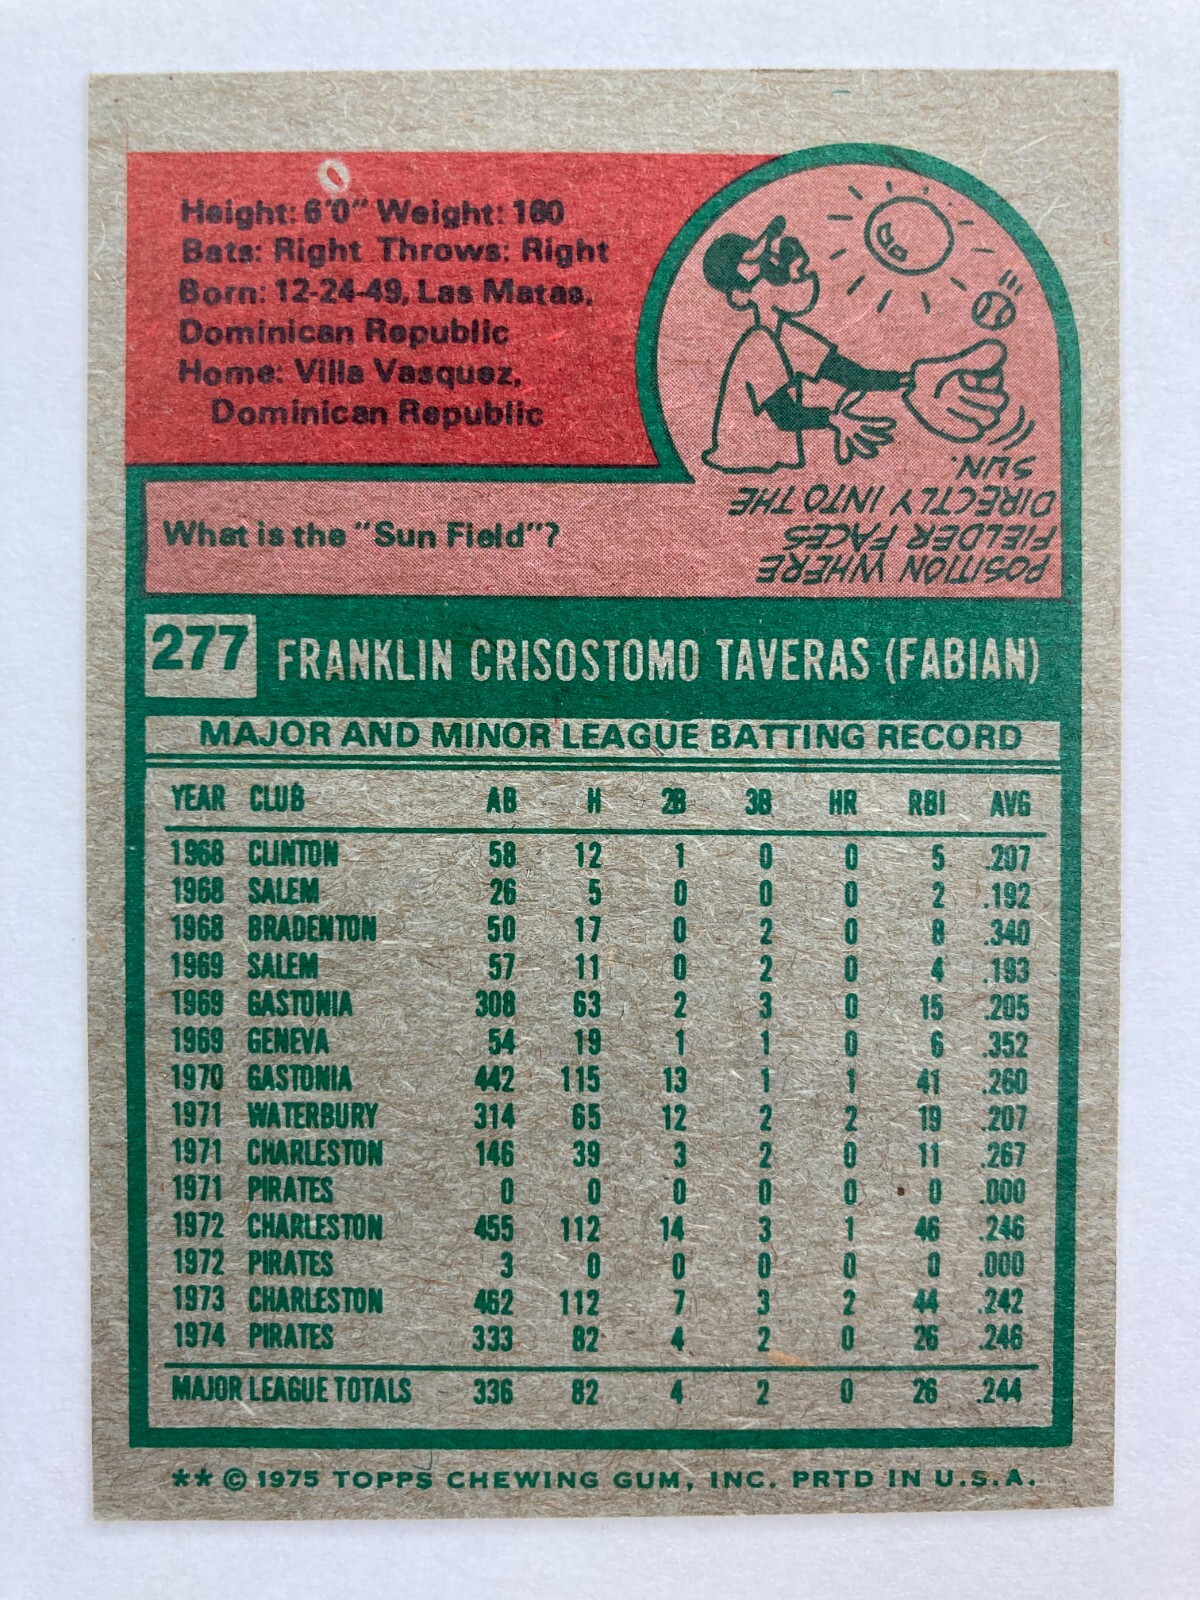 Height: 6'0" Weight: 160
Bats: Right Throws: Right
Born: 12-24-49, Las Matas,
Dominican Republic
Home: Villa Vasquez,
Dominican Republic
What is the "Sun Field"?
POSITION WHERE
FIELDER FACES
DIRECTLY INTO THE
SUN.
277 FRANKLIN CRISOSTOMO TAVERAS (FABIAN)
MAJOR AND MINOR LEAGUE BATTING RECORD
YEAR CLUB AB H 2B 3B HR RBI AVG
1968 CLINTON 58 12 1 0 0 5 .207
1968 SALEM 26 5 0 0 0 2 .192
1968 BRADENTON 50 17 0 2 0 8 .340
1969 SALEM 57 11 0 2 0 4 .193
1969 GASTONIA 308 63 2 3 0 15 .205
1969 GENEVA 54 19 1 1 0 6 .352
1970 GASTONIA 442 115 13 1 1 41 .260
1971 WATERBURY 314 65 12 2 2 19 .207
1971 CHARLESTON 146 39 3 2 0 11 .267
1971 PIRATES 0 0 0 0 0 0 .000
1972 CHARLESTON 455 112 14 3 1 46 .246
1972 PIRATES 3 0 0 0 0 0 .000
1973 CHARLESTON 462 112 7 3 2 44 .242
1974 PIRATES 333 82 4 2 0 26 .246
MAJOR LEAGUE TOTALS 336 82 4 2 0 26 .244
** © 1975 TOPPS CHEWING GUM, INC. PRTD IN U.S.A.